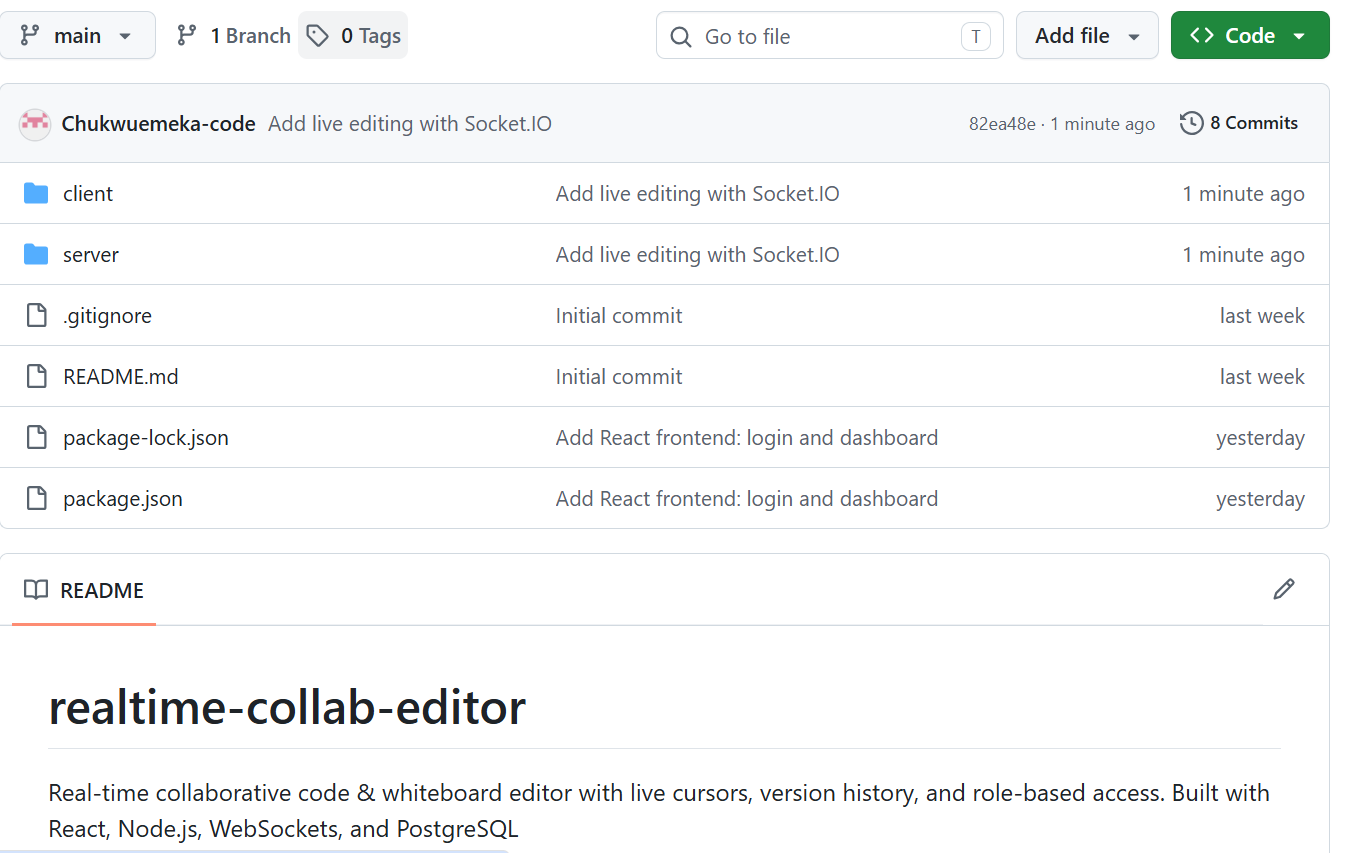 main 1 Branch 0 Tags Go to file T Add file Code
Chukwuemeka-code Add live editing with Socket.IO 82ea48e · 1 minute ago 8 Commits
client Add live editing with Socket.IO 1 minute ago
server Add live editing with Socket.IO 1 minute ago
.gitignore Initial commit last week
README.md Initial commit last week
package-lock.json Add React frontend: login and dashboard yesterday
package.json Add React frontend: login and dashboard yesterday
README
realtime-collab-editor
Real-time collaborative code & whiteboard editor with live cursors, version history, and role-based access. Built with
React, Node.js, WebSockets, and PostgreSQL